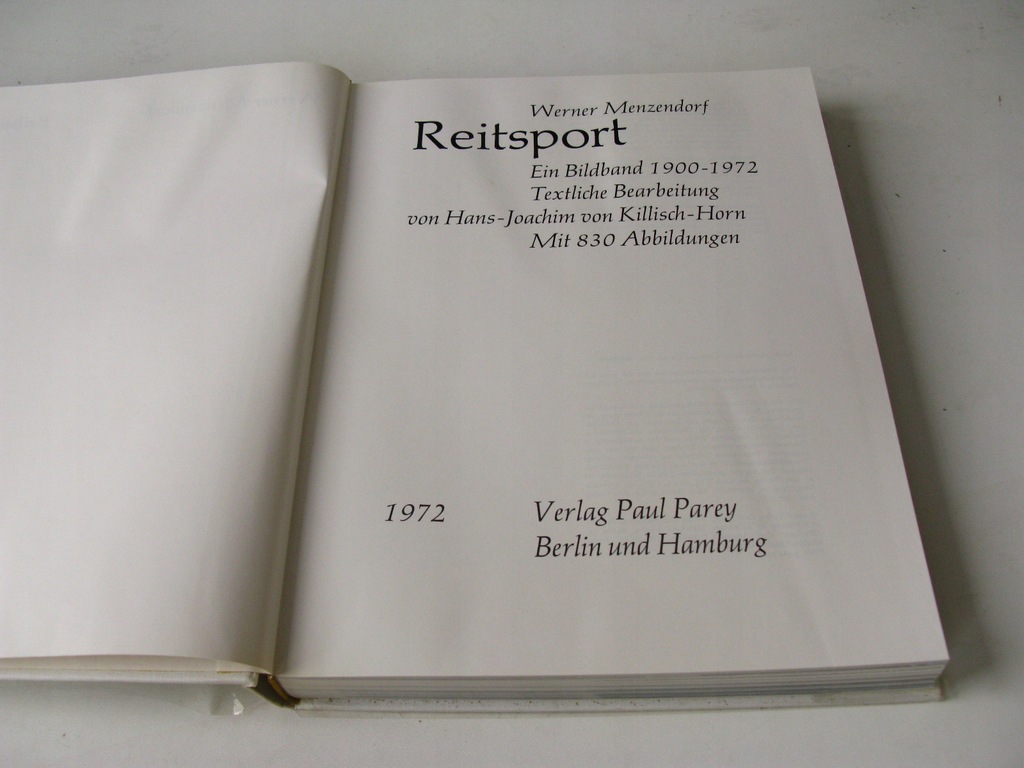 Werner Menzendorf
Reitsport
Ein Bildband 1900-1972
Textliche Bearbeitung
von Hans-Joachim von Killisch-Horn
Mit 830 Abbildungen
1972
Verlag Paul Parey
Berlin und Hamburg